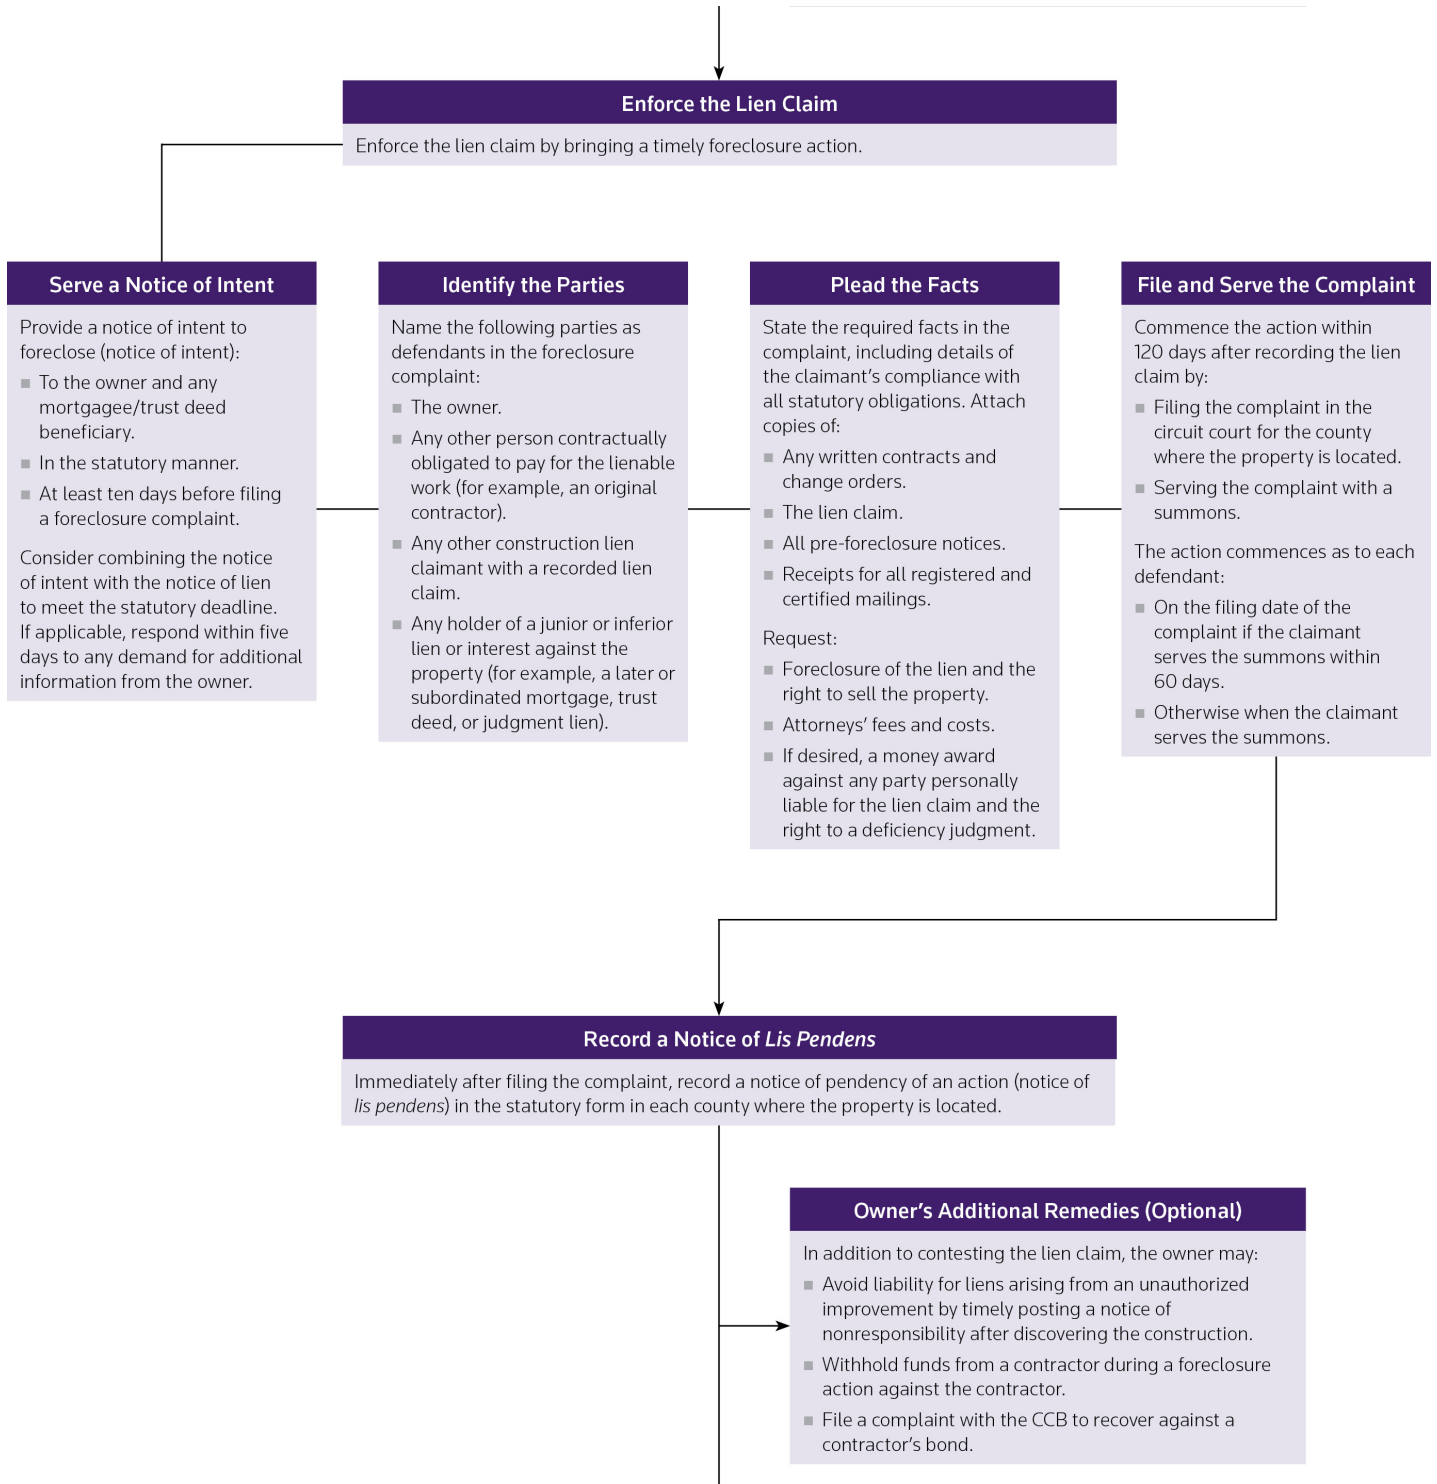 Enforce the Lien Claim
Enforce the lien claim by bringing a timely foreclosure action.
Serve a Notice of Intent
Provide a notice of intent to
foreclose (notice of intent):
■ To the owner and any
mortgagee/trust deed
beneficiary.
■ In the statutory manner.
■ At least ten days before filing
a foreclosure complaint.
Consider combining the notice
of intent with the notice of lien
to meet the statutory deadline.
If applicable, respond within five
days to any demand for additional
information from the owner.
Identify the Parties
Name the following parties as
defendants in the foreclosure
complaint:
■ The owner.
■ Any other person contractually
obligated to pay for the lienable
work (for example, an original
contractor).
■ Any other construction lien
claimant with a recorded lien
claim.
■ Any holder of a junior or inferior
lien or interest against the
property (for example, a later or
subordinated mortgage, trust
deed, or judgment lien).
Plead the Facts
State the required facts in the
complaint, including details of
the claimant’s compliance with
all statutory obligations. Attach
copies of:
■ Any written contracts and
change orders.
■ The lien claim.
■ All pre-foreclosure notices.
■ Receipts for all registered and
certified mailings.
Request:
■ Foreclosure of the lien and the
right to sell the property.
■ Attorneys’ fees and costs.
■ If desired, a money award
against any party personally
liable for the lien claim and the
right to a deficiency judgment.
File and Serve the Complaint
Commence the action within
120 days after recording the lien
claim by:
■ Filing the complaint in the
circuit court for the county
where the property is located.
■ Serving the complaint with a
summons.
The action commences as to each
defendant:
■ On the filing date of the
complaint if the claimant
serves the summons within
60 days.
■ Otherwise when the claimant
serves the summons.
Record a Notice of Lis Pendens
Immediately after filing the complaint, record a notice of pendency of an action (notice of
lis pendens) in the statutory form in each county where the property is located.
Owner’s Additional Remedies (Optional)
In addition to contesting the lien claim, the owner may:
■ Avoid liability for liens arising from an unauthorized
improvement by timely posting a notice of
nonresponsibility after discovering the construction.
■ Withhold funds from a contractor during a foreclosure
action against the contractor.
■ File a complaint with the CCB to recover against a
contractor’s bond.